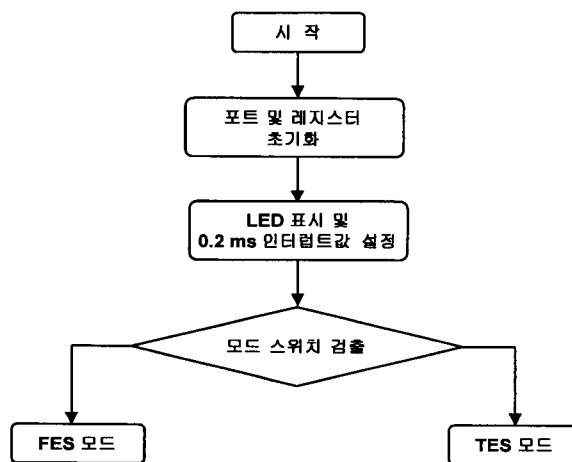 시 작
포트 및 레지스터
초기화
LED 표시 및
0.2 ms 인터럽트값 설정
모드 스위치 검출
FES 모드
TES 모드